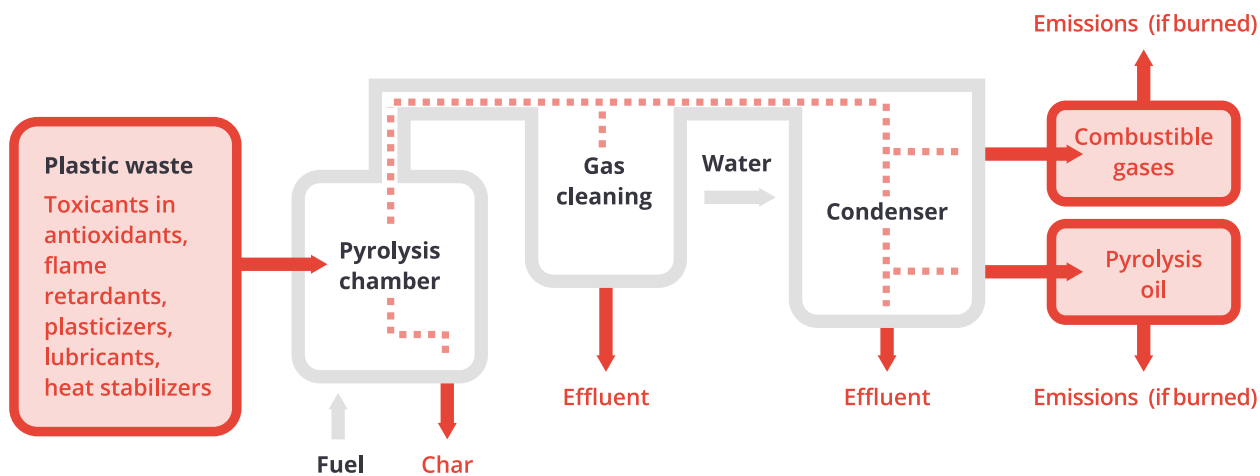 Plastic waste
Toxicants in
antioxidants,
flame
retardants,
plasticizers,
lubricants,
heat stabilizers
Pyrolysis
chamber
Fuel
Char
Gas
cleaning
Effluent
Water
Condenser
Effluent
Emissions (if burned)
Combustible
gases
Pyrolysis
oil
Emissions (if burned)